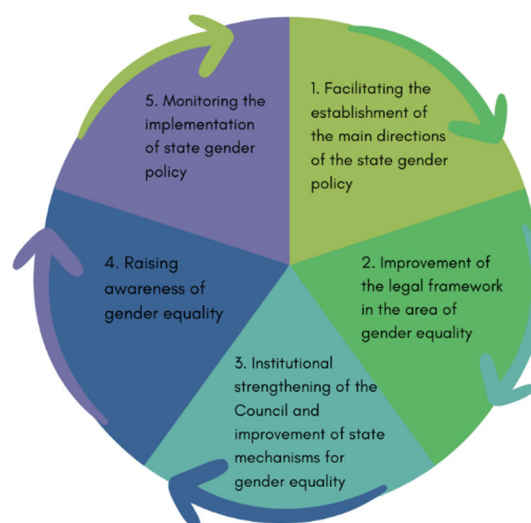 1. Facilitating the
establishment of
the main directions
of the state gender
policy
2. Improvement of
the legal framework
in the area of
gender equality
3. Institutional
strengthening of the
Council and
improvement of state
mechanisms for
gender equality
4. Raising
awareness of
gender equality
5. Monitoring the
implementation
of state gender
policy